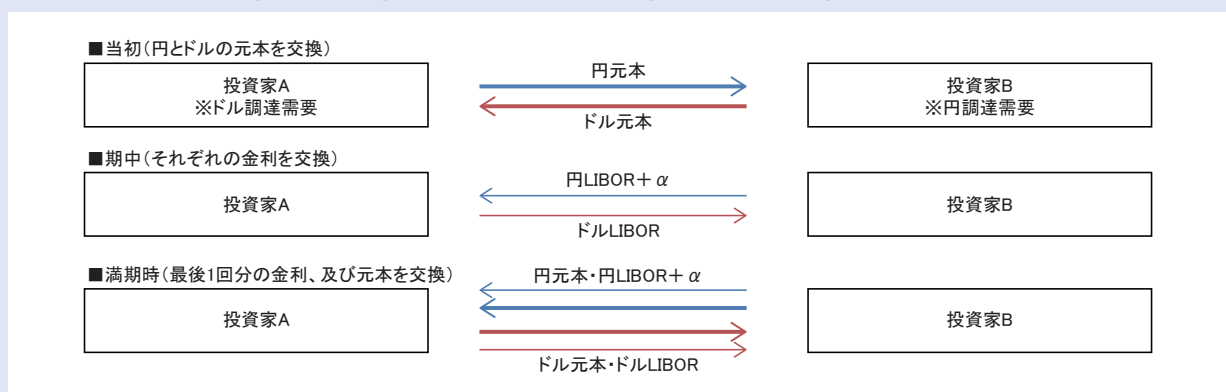 ■当初(円とドルの元本を交換)
投資家A
※ドル調達需要
円元本
ドル元本
投資家B
※円調達需要
■期中(それぞれの金利を交換)
投資家A
円LIBOR+α
ドルLIBOR
投資家B
■満期時(最後1回分の金利、及び元本を交換)
投資家A
円元本・円LIBOR+α
ドル元本・ドルLIBOR
投資家B